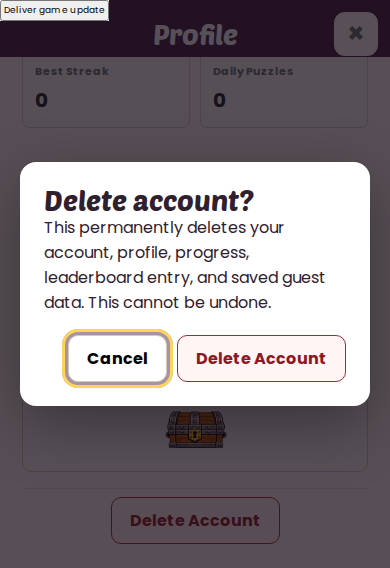 Deliver game update
Profile
✖
Best Streak
Daily Puzzles
0
0
Delete account?
This permanently deletes your
account, profile, progress,
leaderboard entry, and saved guest
data. This cannot be undone.
Cancel
Delete Account
Delete Account